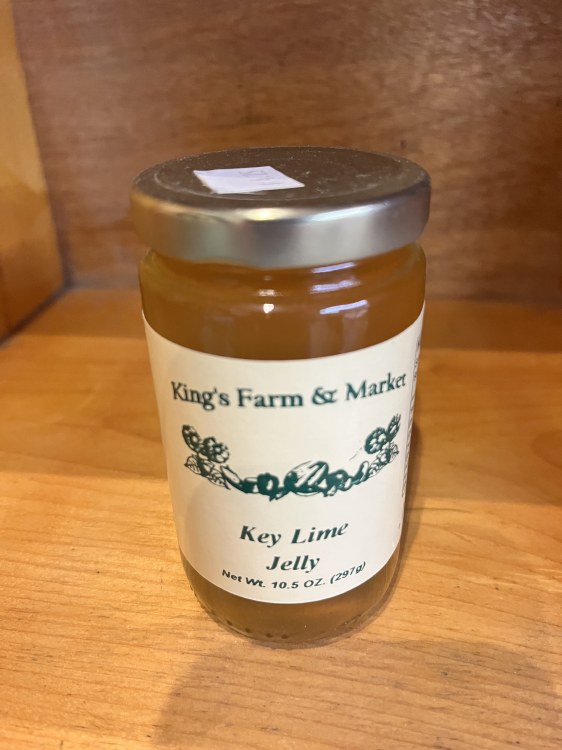 King's Farm & Market
Key Lime
Jelly
Net Wt. 10.5 OZ. (297g)